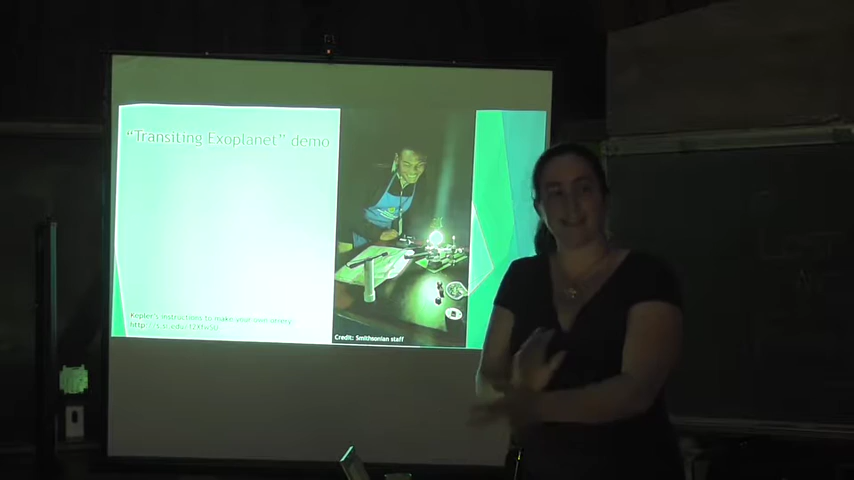 “Transiting Exoplanet” demo
Kepler's instructions to make your own orrery
Credit: Smithsonian staff